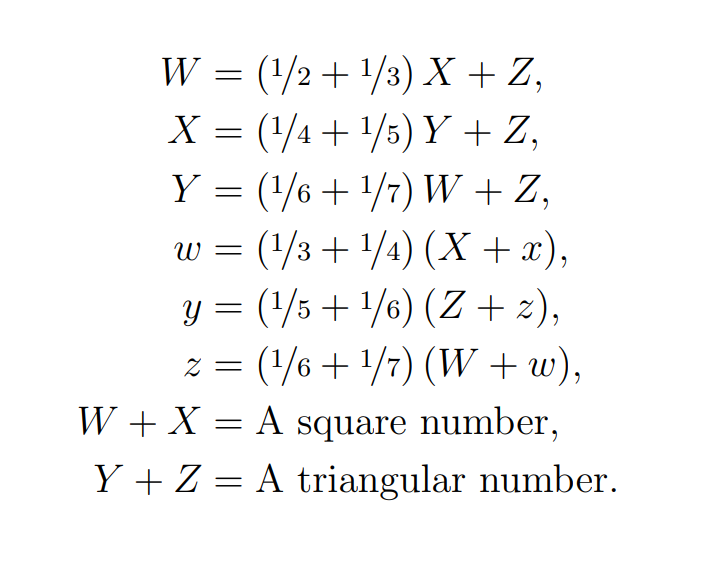 W = (1/2 + 1/3) X + Z,
X = (1/4 + 1/5) Y + Z,
Y = (1/6 + 1/7) W + Z,
w = (1/3 + 1/4) (X + x),
y = (1/5 + 1/6) (Z + z),
z = (1/6 + 1/7) (W + w),
W + X = A square number,
Y + Z = A triangular number.